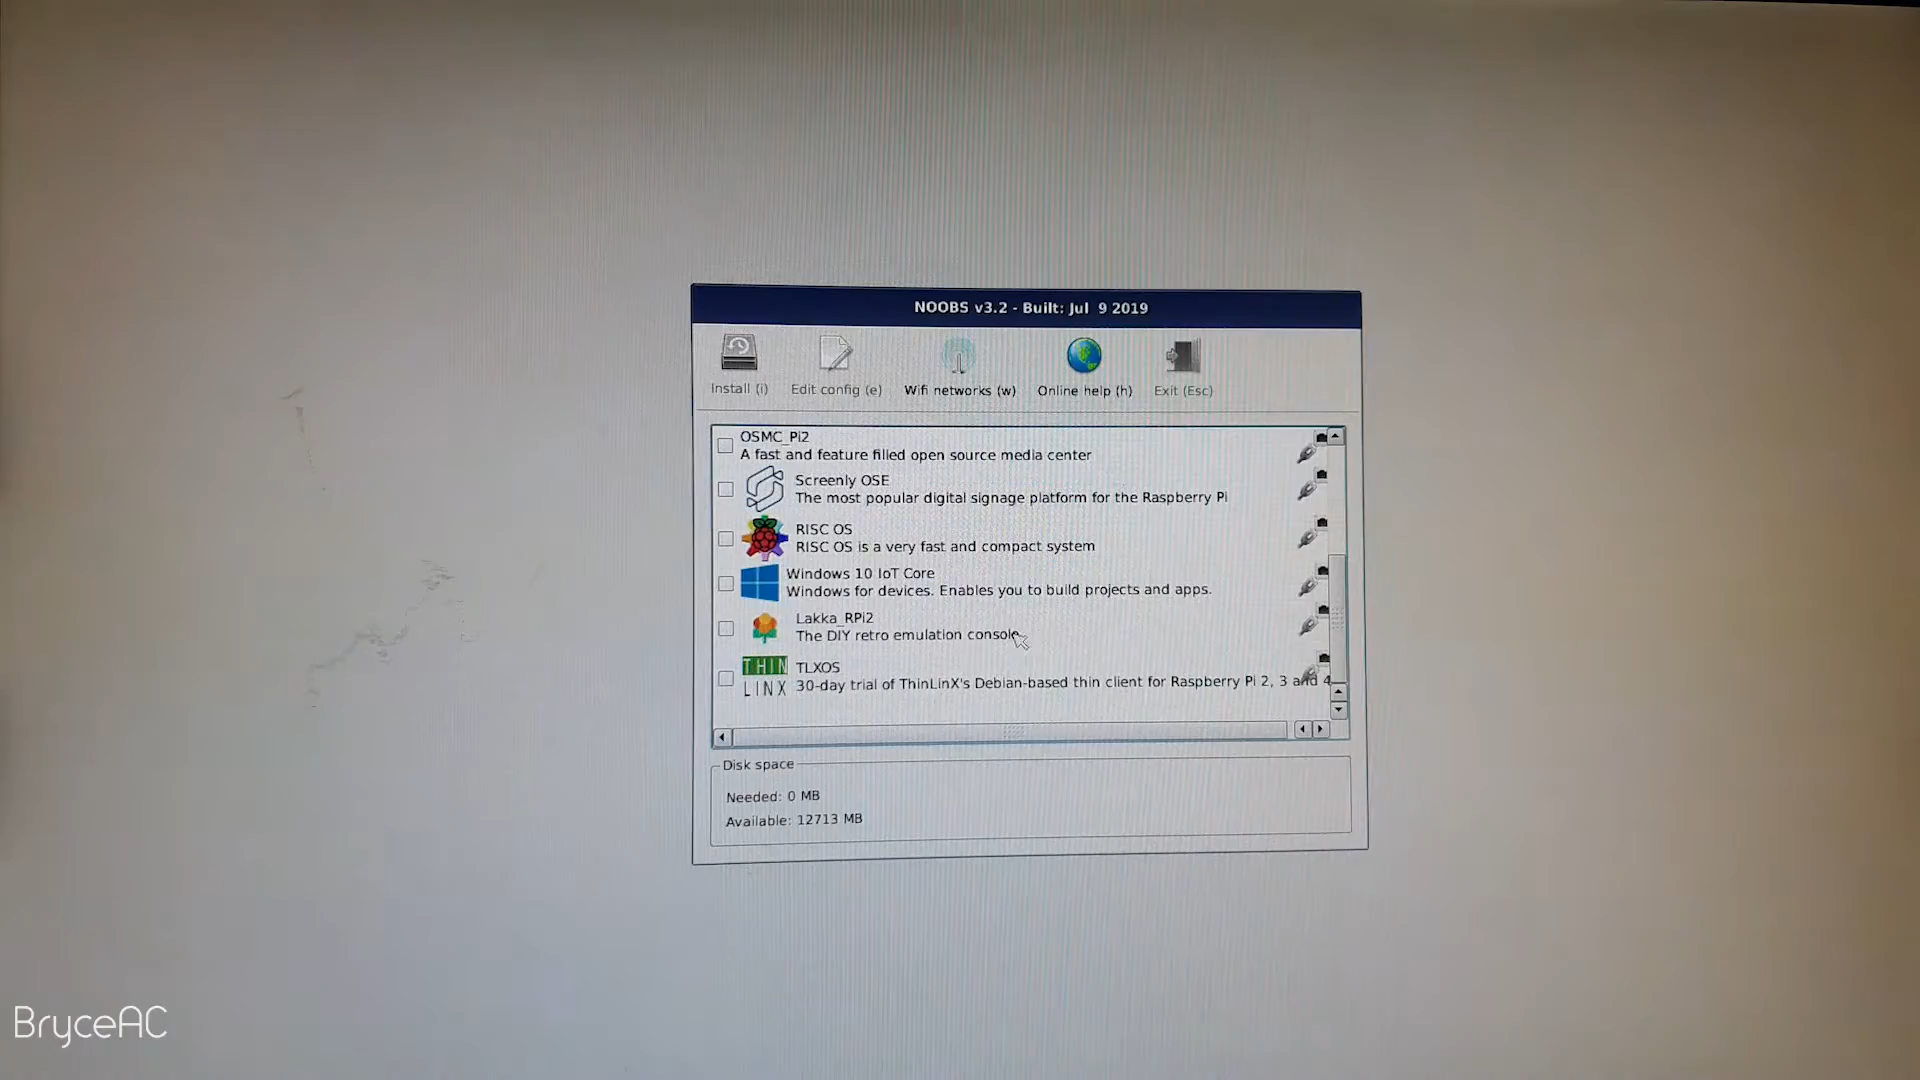 NOOBS v3.2 - Built: Jul 9 2019
Install (i) Edit config (e) Wifi networks (w) Online help (h) Exit (Esc)
OSMC_Pi2
A fast and feature filled open source media center
Screenly OSE
The most popular digital signage platform for the Raspberry Pi
RISC OS
RISC OS is a very fast and compact system
Windows 10 IoT Core
Windows for devices. Enables you to build projects and apps.
Lakka_RPi2
The DIY retro emulation console
THIN
LINX
TLXOS
30-day trial of ThinLinX's Debian-based thin client for Raspberry Pi 2, 3 and 4
Disk space
Needed: 0 MB
Available: 12713 MB
BryceAC